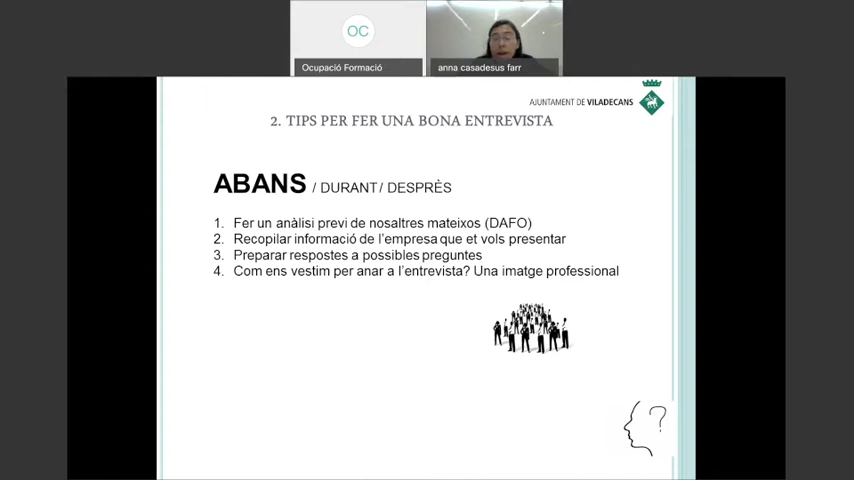 OC
Ocupació Formació
anna casadesus farr
AJUNTAMENT DE VILADECANS
2. TIPS PER FER UNA BONA ENTREVISTA
ABANS / DURANT / DESPRÈS
1. Fer un anàlisi previ de nosaltres mateixos (DAFO)
2. Recopilar informació de l'empresa que et vols presentar
3. Preparar respostes a possibles preguntes
4. Com ens vestim per anar a l'entrevista? Una imatge professional
?